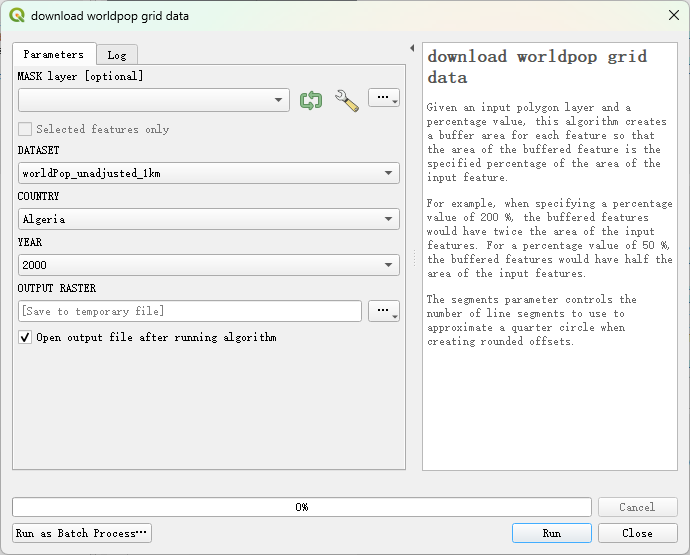 download worldpop grid data
Parameters
Log
MASK layer [optional]
...
Selected features only
DATASET
worldPop_unadjusted_1km
COUNTRY
Algeria
YEAR
2000
OUTPUT RASTER
[Save to temporary file]
...
Open output file after running algorithm
download worldpop grid
data
Given an input polygon layer and a
percentage value, this algorithm creates
a buffer area for each feature so that
the area of the buffered feature is the
specified percentage of the area of the
input feature.
For example, when specifying a percentage
value of 200 %, the buffered features
would have twice the area of the input
features. For a percentage value of 50 %,
the buffered features would have half the
area of the input features.
The segments parameter controls the
number of line segments to use to
approximate a quarter circle when
creating rounded offsets.
0%
Cancel
Run as Batch Process…
Run
Close